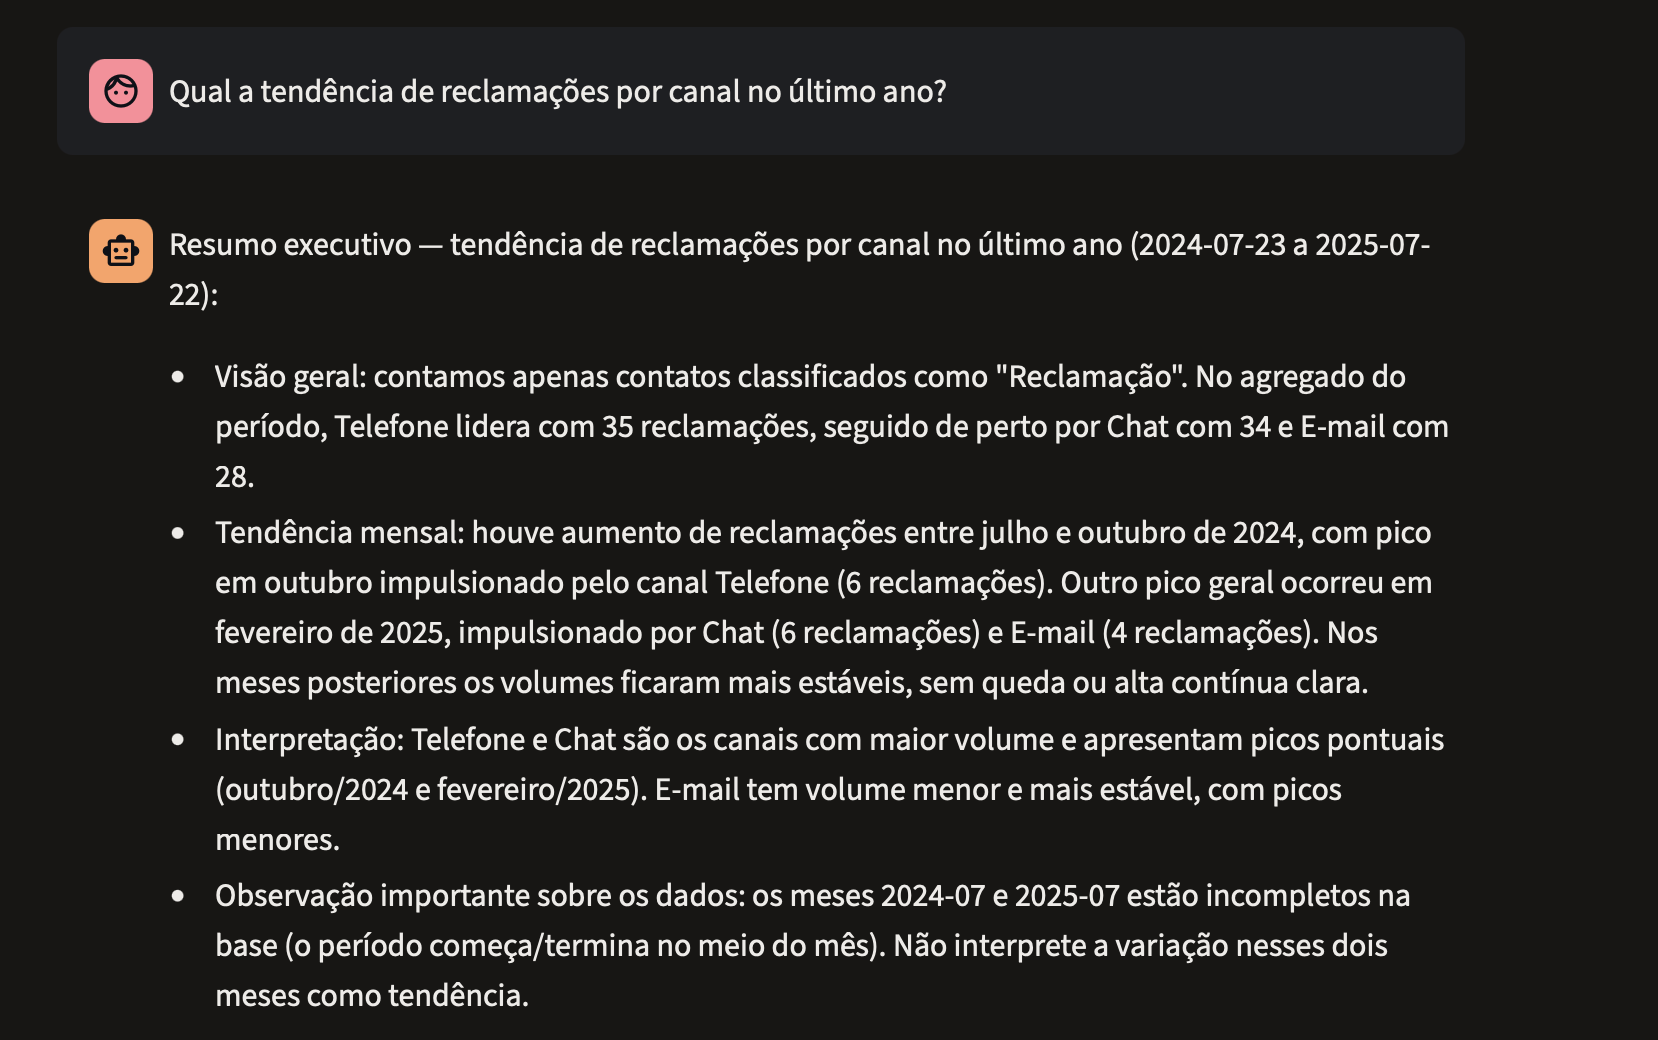 Qual a tendência de reclamações por canal no último ano?
Resumo executivo — tendência de reclamações por canal no último ano (2024-07-23 a 2025-07-
22):
• Visão geral: contamos apenas contatos classificados como "Reclamação". No agregado do
período, Telefone lidera com 35 reclamações, seguido de perto por Chat com 34 e E-mail com
28.
• Tendência mensal: houve aumento de reclamações entre julho e outubro de 2024, com pico
em outubro impulsionado pelo canal Telefone (6 reclamações). Outro pico geral ocorreu em
fevereiro de 2025, impulsionado por Chat (6 reclamações) e E-mail (4 reclamações). Nos
meses posteriores os volumes ficaram mais estáveis, sem queda ou alta contínua clara.
• Interpretação: Telefone e Chat são os canais com maior volume e apresentam picos pontuais
(outubro/2024 e fevereiro/2025). E-mail tem volume menor e mais estável, com picos
menores.
• Observação importante sobre os dados: os meses 2024-07 e 2025-07 estão incompletos na
base (o período começa/termina no meio do mês). Não interprete a variação nesses dois
meses como tendência.